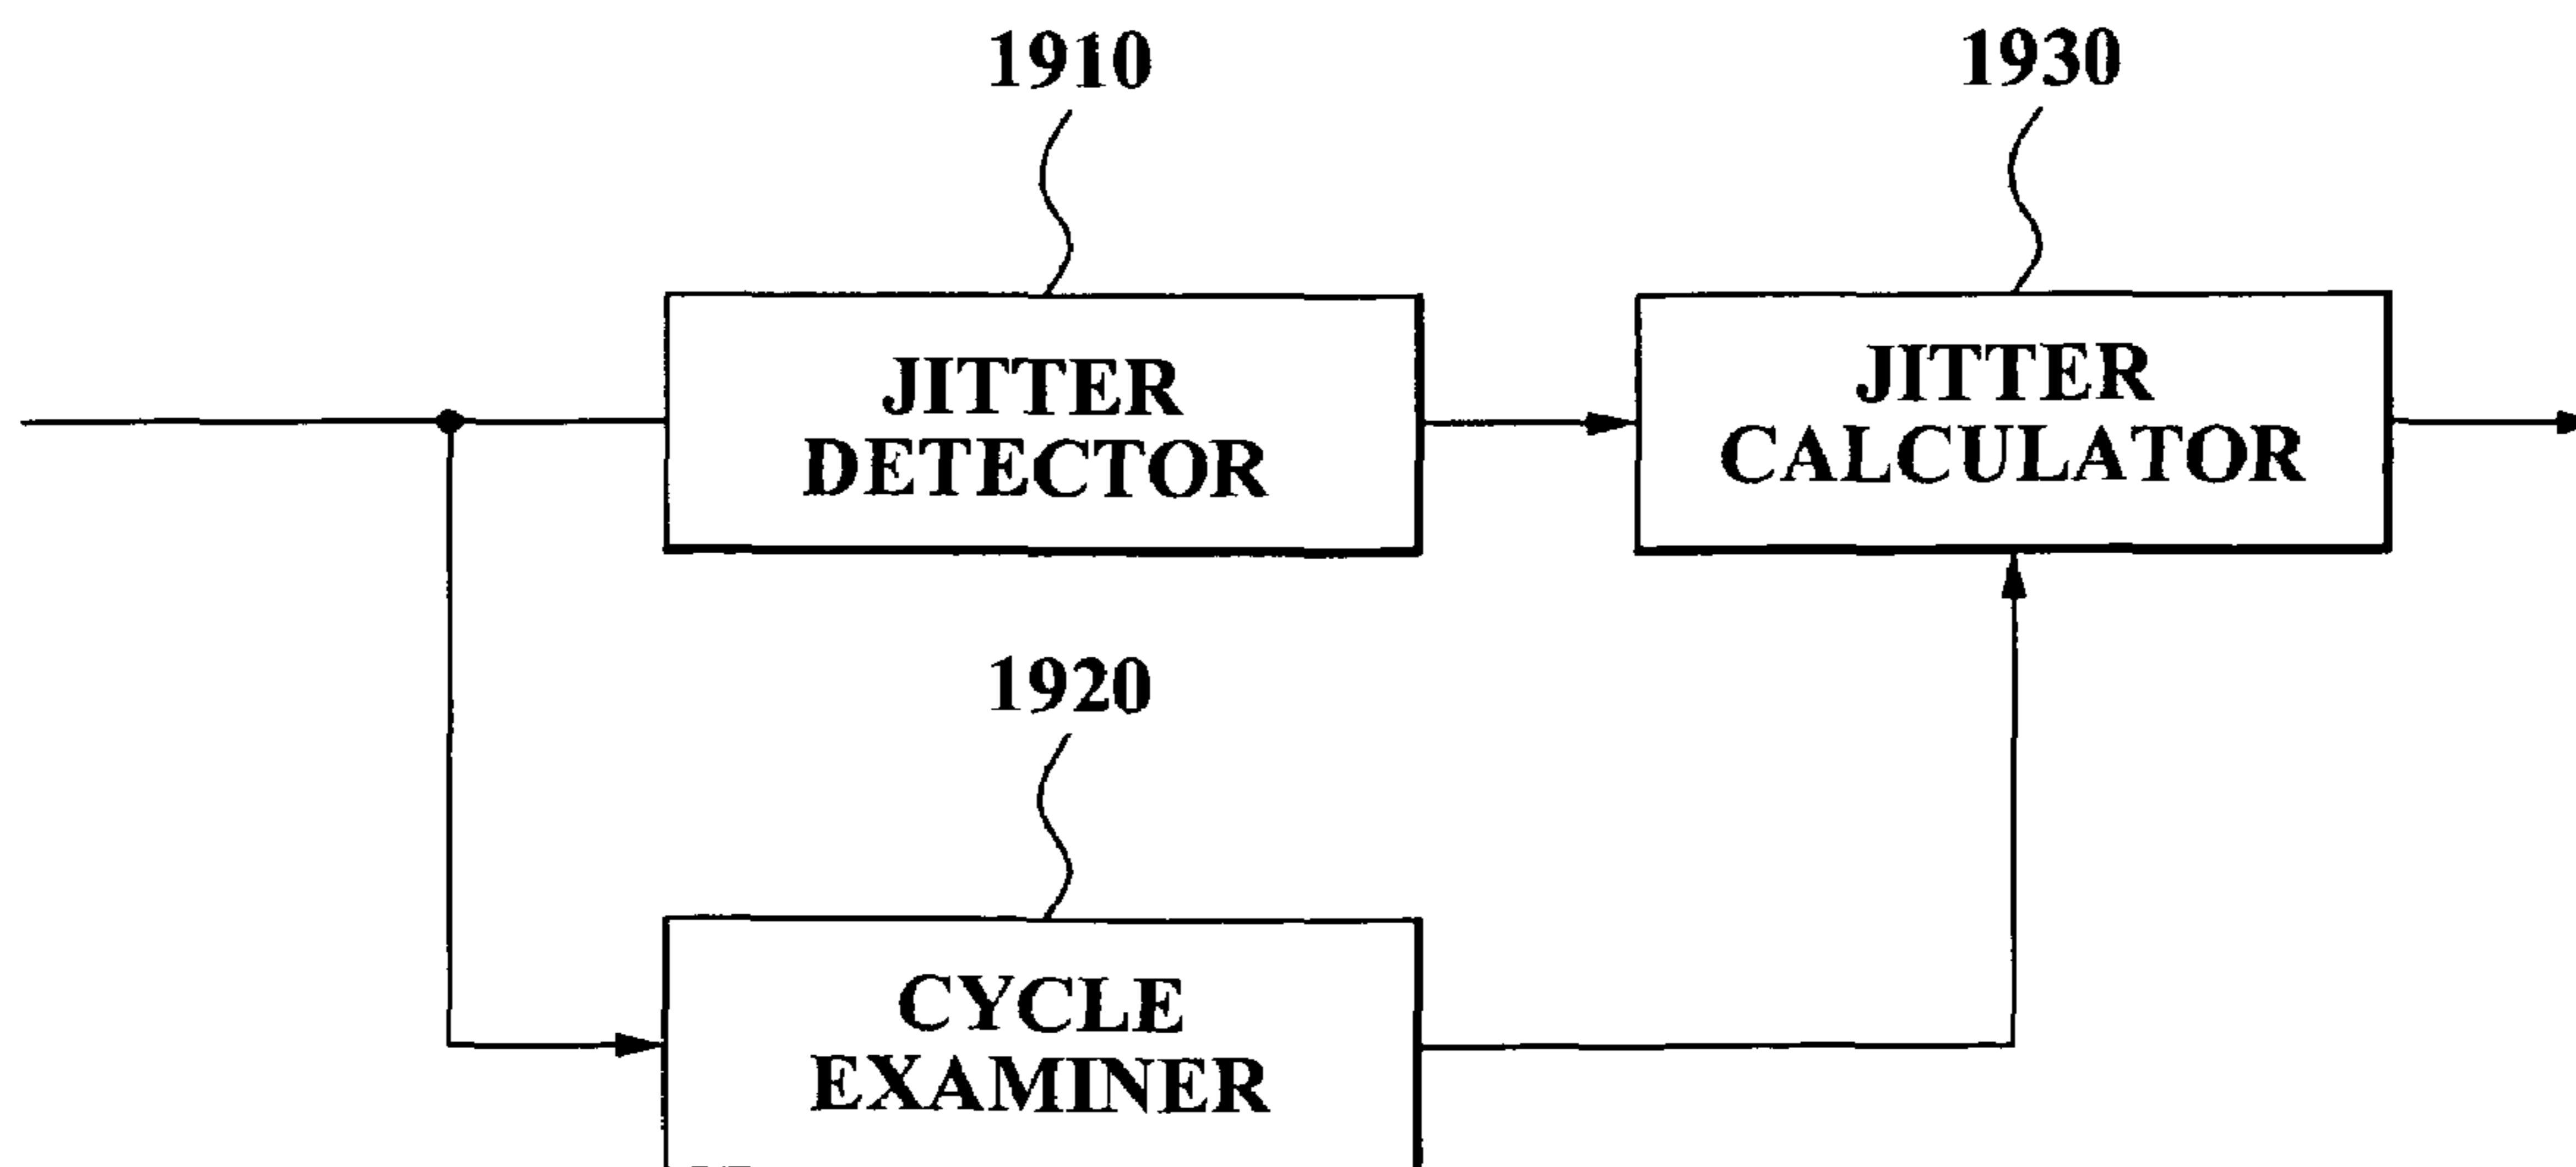 1910
1930
JITTER
DETECTOR
JITTER
CALCULATOR
1920
CYCLE
EXAMINER